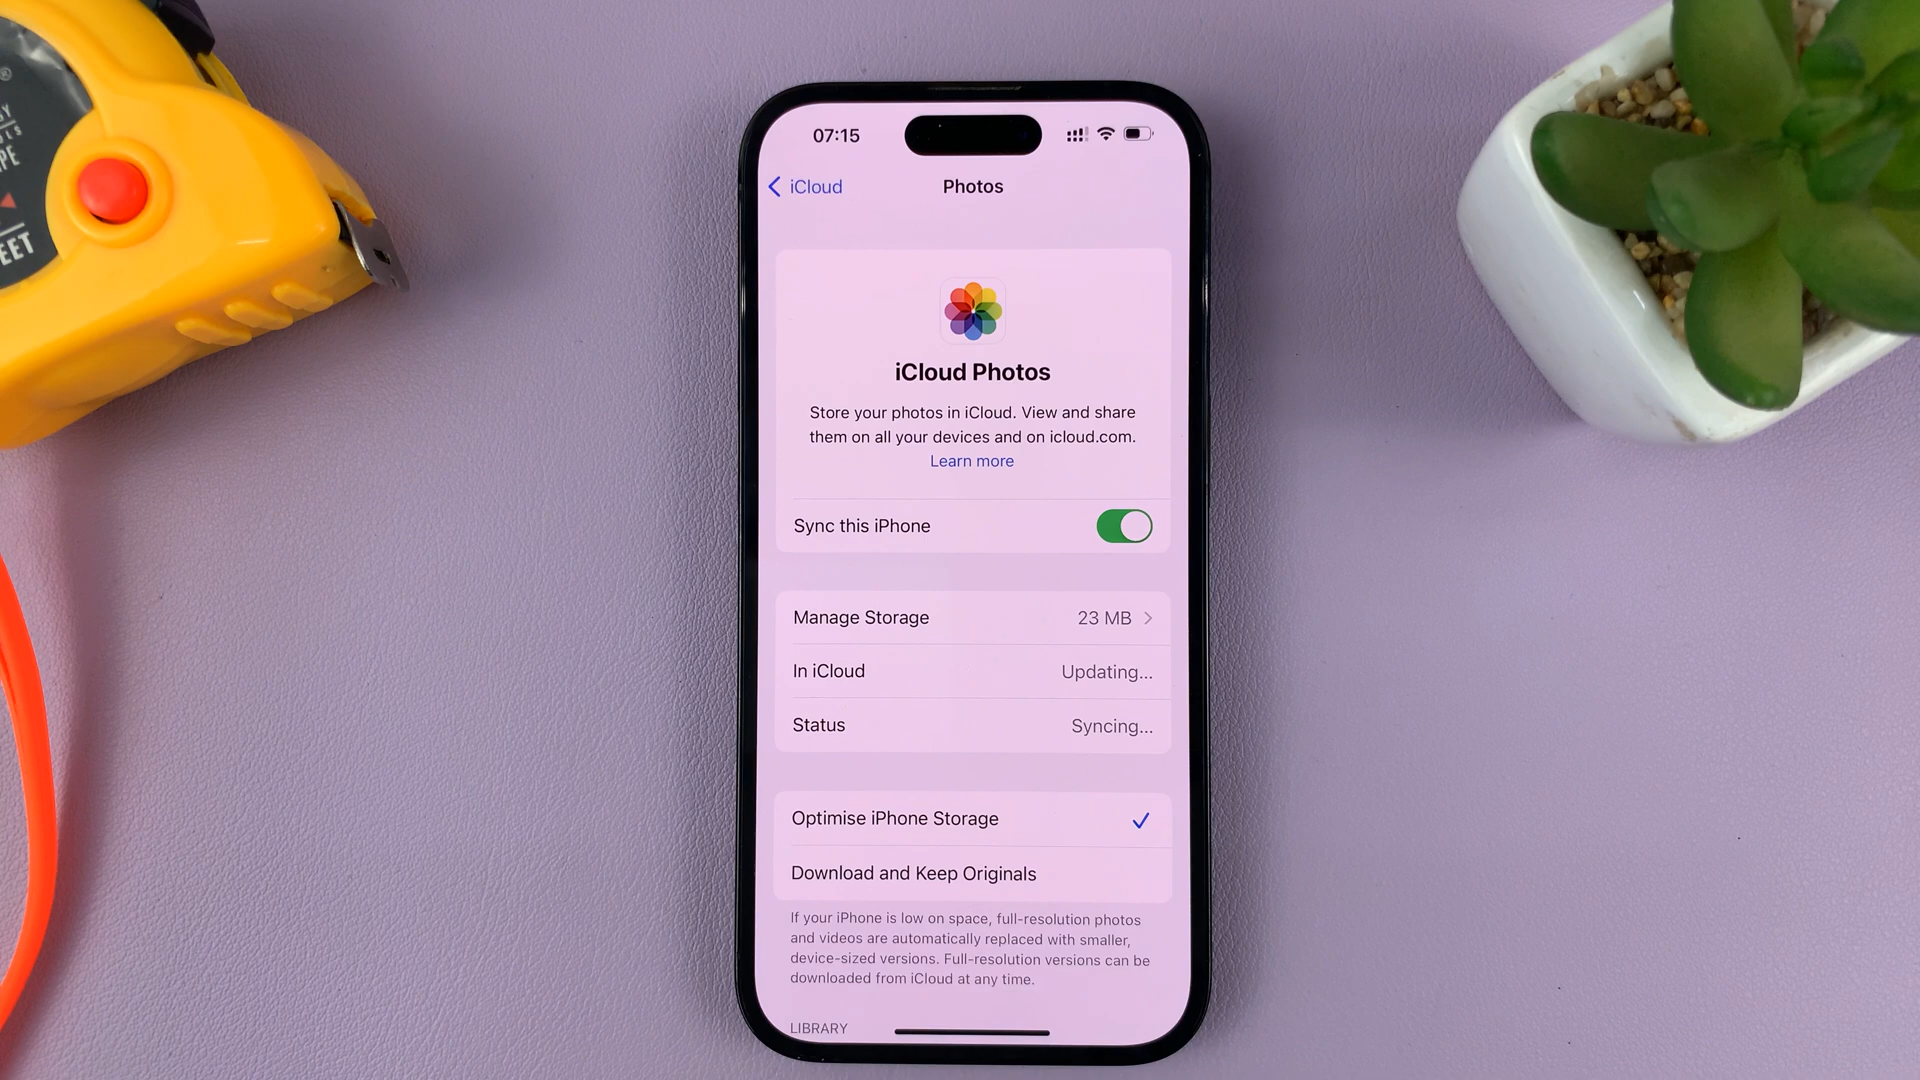 EET
07:15
iCloud
Photos
iCloud Photos
Store your photos in iCloud. View and share
them on all your devices and on icloud.com.
Learn more
Sync this iPhone
Manage Storage 23 MB
In iCloud Updating...
Status Syncing...
Optimise iPhone Storage
Download and Keep Originals
If your iPhone is low on space, full-resolution photos
and videos are automatically replaced with smaller,
device-sized versions. Full-resolution versions can be
downloaded from iCloud at any time.
LIBRARY